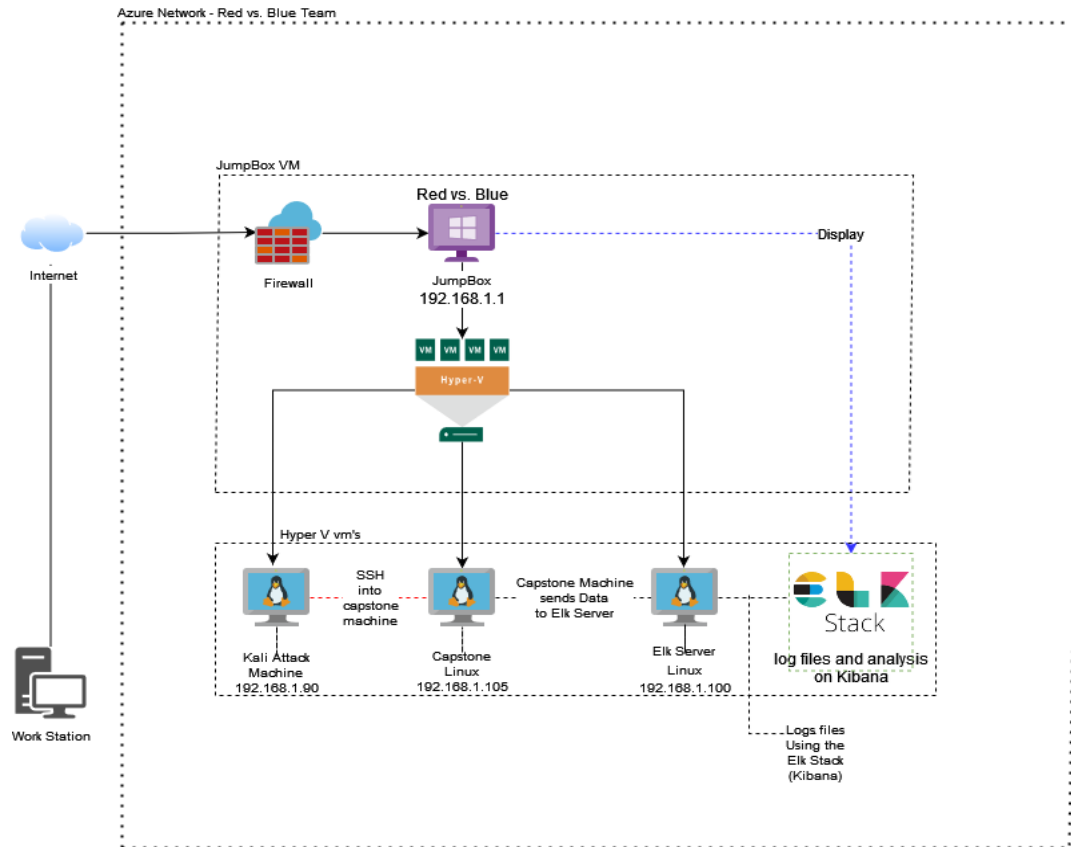 Azure Network - Red vs. Blue Team
JumpBox VM
Red vs. Blue
Display
Internet
Firewall
JumpBox
192.168.1.1
VM VM VM VM
Hyper-V
Hyper V vm's
SSH
into
capstone
machine
Capstone Machine
sends Data
to Elk Server
ELK
Stack
Kali Attack
Machine
192.168.1.90
Capstone
Linux
192.168.1.105
Elk Server
Linux
192.168.1.100
log files and analysis
on Kibana
Work Station
Logs files
Using the
Elk Stack
(Kibana)